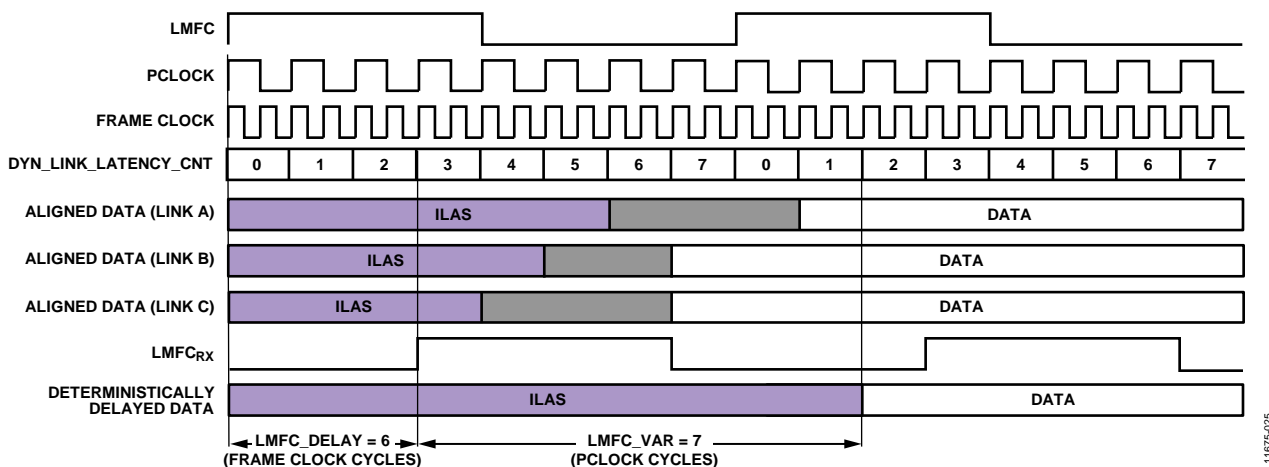 LMFC
PCLOCK
FRAME CLOCK
DYN_LINK_LATENCY_CNT 0 1 2 3 4 5 6 7 0 1 2 3 4 5 6 7
ALIGNED DATA (LINK A) ILAS DATA
ALIGNED DATA (LINK B) ILAS DATA
ALIGNED DATA (LINK C) ILAS DATA
LMFCRX
DETERMINISTICALLY
DELAYED DATA ILAS DATA
LMFC_DELAY = 6 LMFC_VAR = 7
(FRAME CLOCK CYCLES) (PCLOCK CYCLES)
11675-025